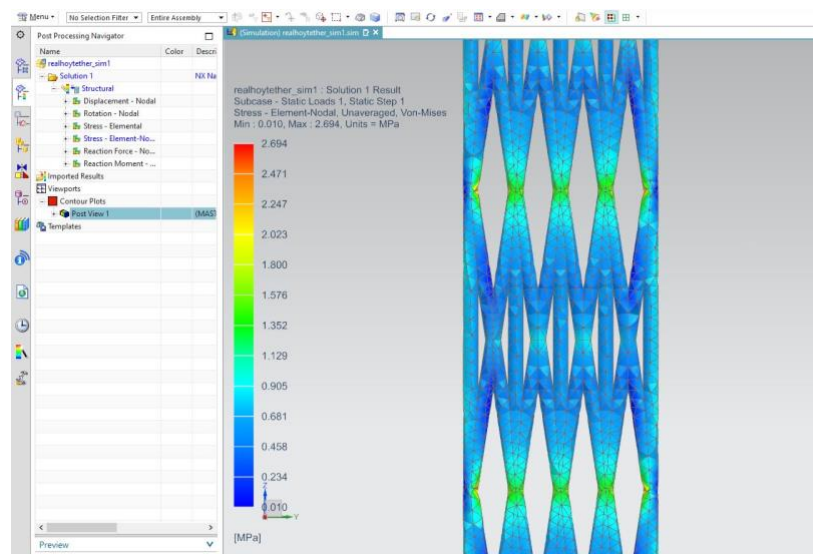 Menu
No Selection Filter
Entire Assembly
Post Processing Navigator
(Simulation) realhoytether_sim1.sim
Name Color Descri
realhoytether_sim1
Solution 1 NX Na
Structural
Displacement - Nodal
Rotation - Nodal
Stress - Elemental
Stress - Element-No...
Reaction Force - No...
Reaction Moment - ...
Imported Results
Viewports
Contour Plots
Post View 1 (MAST
Templates
Preview
realhoytether_sim1 : Solution 1 Result
Subcase - Static Loads 1, Static Step 1
Stress - Element-Nodal, Unaveraged, Von-Mises
Min : 0.010, Max : 2.694, Units = MPa
2.694
2.471
2.247
2.023
1.800
1.576
1.352
1.129
0.905
0.681
0.458
0.234
0.010
Z
Y
[MPa]